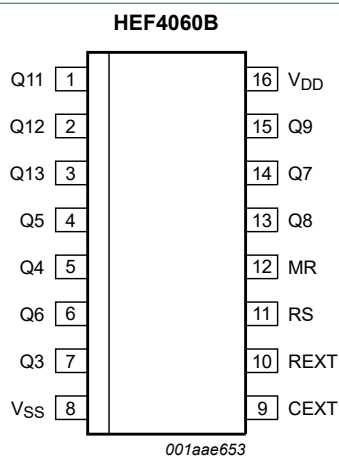 HEF4060B
Q11 1 16 VDD
Q12 2 15 Q9
Q13 3 14 Q7
Q5 4 13 Q8
Q4 5 12 MR
Q6 6 11 RS
Q3 7 10 REXT
VSS 8 9 CEXT
001aae653